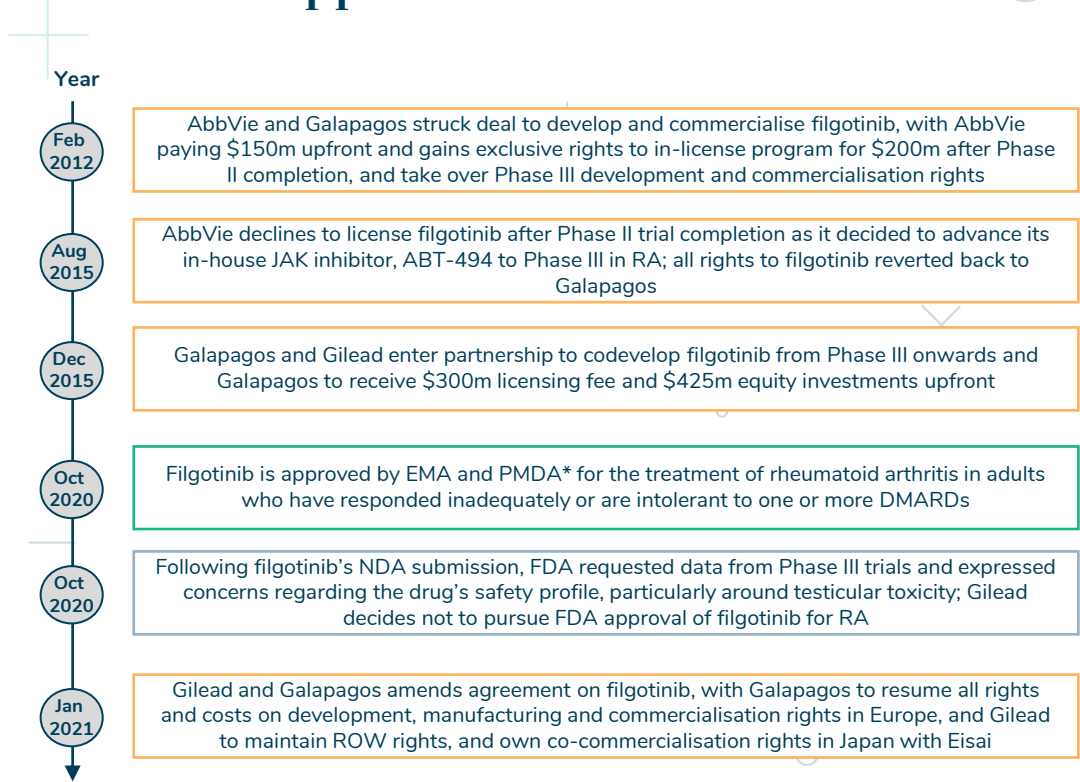 Year
Feb
2012
AbbVie and Galapagos struck deal to develop and commercialise filgotinib, with AbbVie
paying $150m upfront and gains exclusive rights to in-license program for $200m after Phase
II completion, and take over Phase III development and commercialisation rights
Aug
2015
AbbVie declines to license filgotinib after Phase II trial completion as it decided to advance its
in-house JAK inhibitor, ABT-494 to Phase III in RA; all rights to filgotinib reverted back to
Galapagos
Dec
2015
Galapagos and Gilead enter partnership to codevelop filgotinib from Phase III onwards and
Galapagos to receive $300m licensing fee and $425m equity investments upfront
Oct
2020
Filgotinib is approved by EMA and PMDA* for the treatment of rheumatoid arthritis in adults
who have responded inadequately or are intolerant to one or more DMARDs
Oct
2020
Following filgotinib’s NDA submission, FDA requested data from Phase III trials and expressed
concerns regarding the drug’s safety profile, particularly around testicular toxicity; Gilead
decides not to pursue FDA approval of filgotinib for RA
Jan
2021
Gilead and Galapagos amends agreement on filgotinib, with Galapagos to resume all rights
and costs on development, manufacturing and commercialisation rights in Europe, and Gilead
to maintain ROW rights, and own co-commercialisation rights in Japan with Eisai